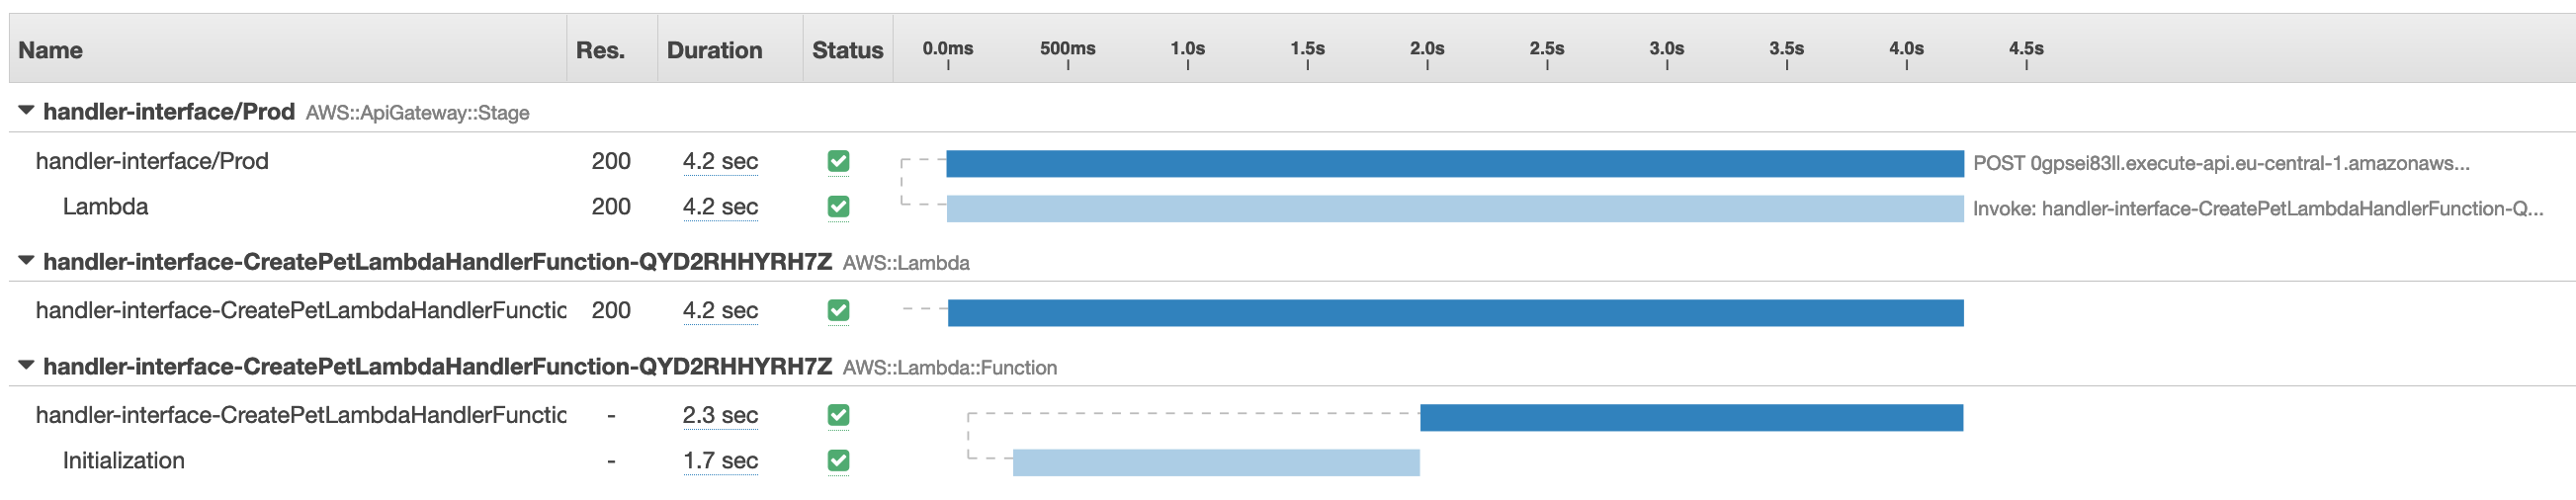 Name Res. Duration Status 0.0ms 500ms 1.0s 1.5s 2.0s 2.5s 3.0s 3.5s 4.0s 4.5s
handler-interface/Prod AWS::ApiGateway::Stage
handler-interface/Prod 200 4.2 sec POST 0gpsei83ll.execute-api.eu-central-1.amazonaws...
Lambda 200 4.2 sec Invoke: handler-interface-CreatePetLambdaHandlerFunction-Q...
handler-interface-CreatePetLambdaHandlerFunction-QYD2RHHYRH7Z AWS::Lambda
handler-interface-CreatePetLambdaHandlerFunctic 200 4.2 sec
handler-interface-CreatePetLambdaHandlerFunction-QYD2RHHYRH7Z AWS::Lambda::Function
handler-interface-CreatePetLambdaHandlerFunctic - 2.3 sec
Initialization - 1.7 sec